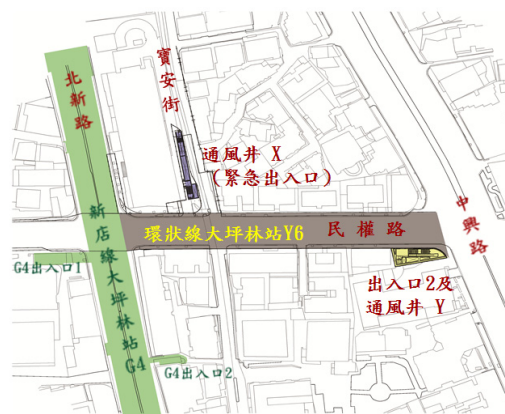 北新路
寶安街
通風井 X
(緊急出入口)
中興路
環狀線大坪林站Y6
民權路
新店線大坪林站G4
G4出入口1
出入口2及
通風井 Y
G4出入口2